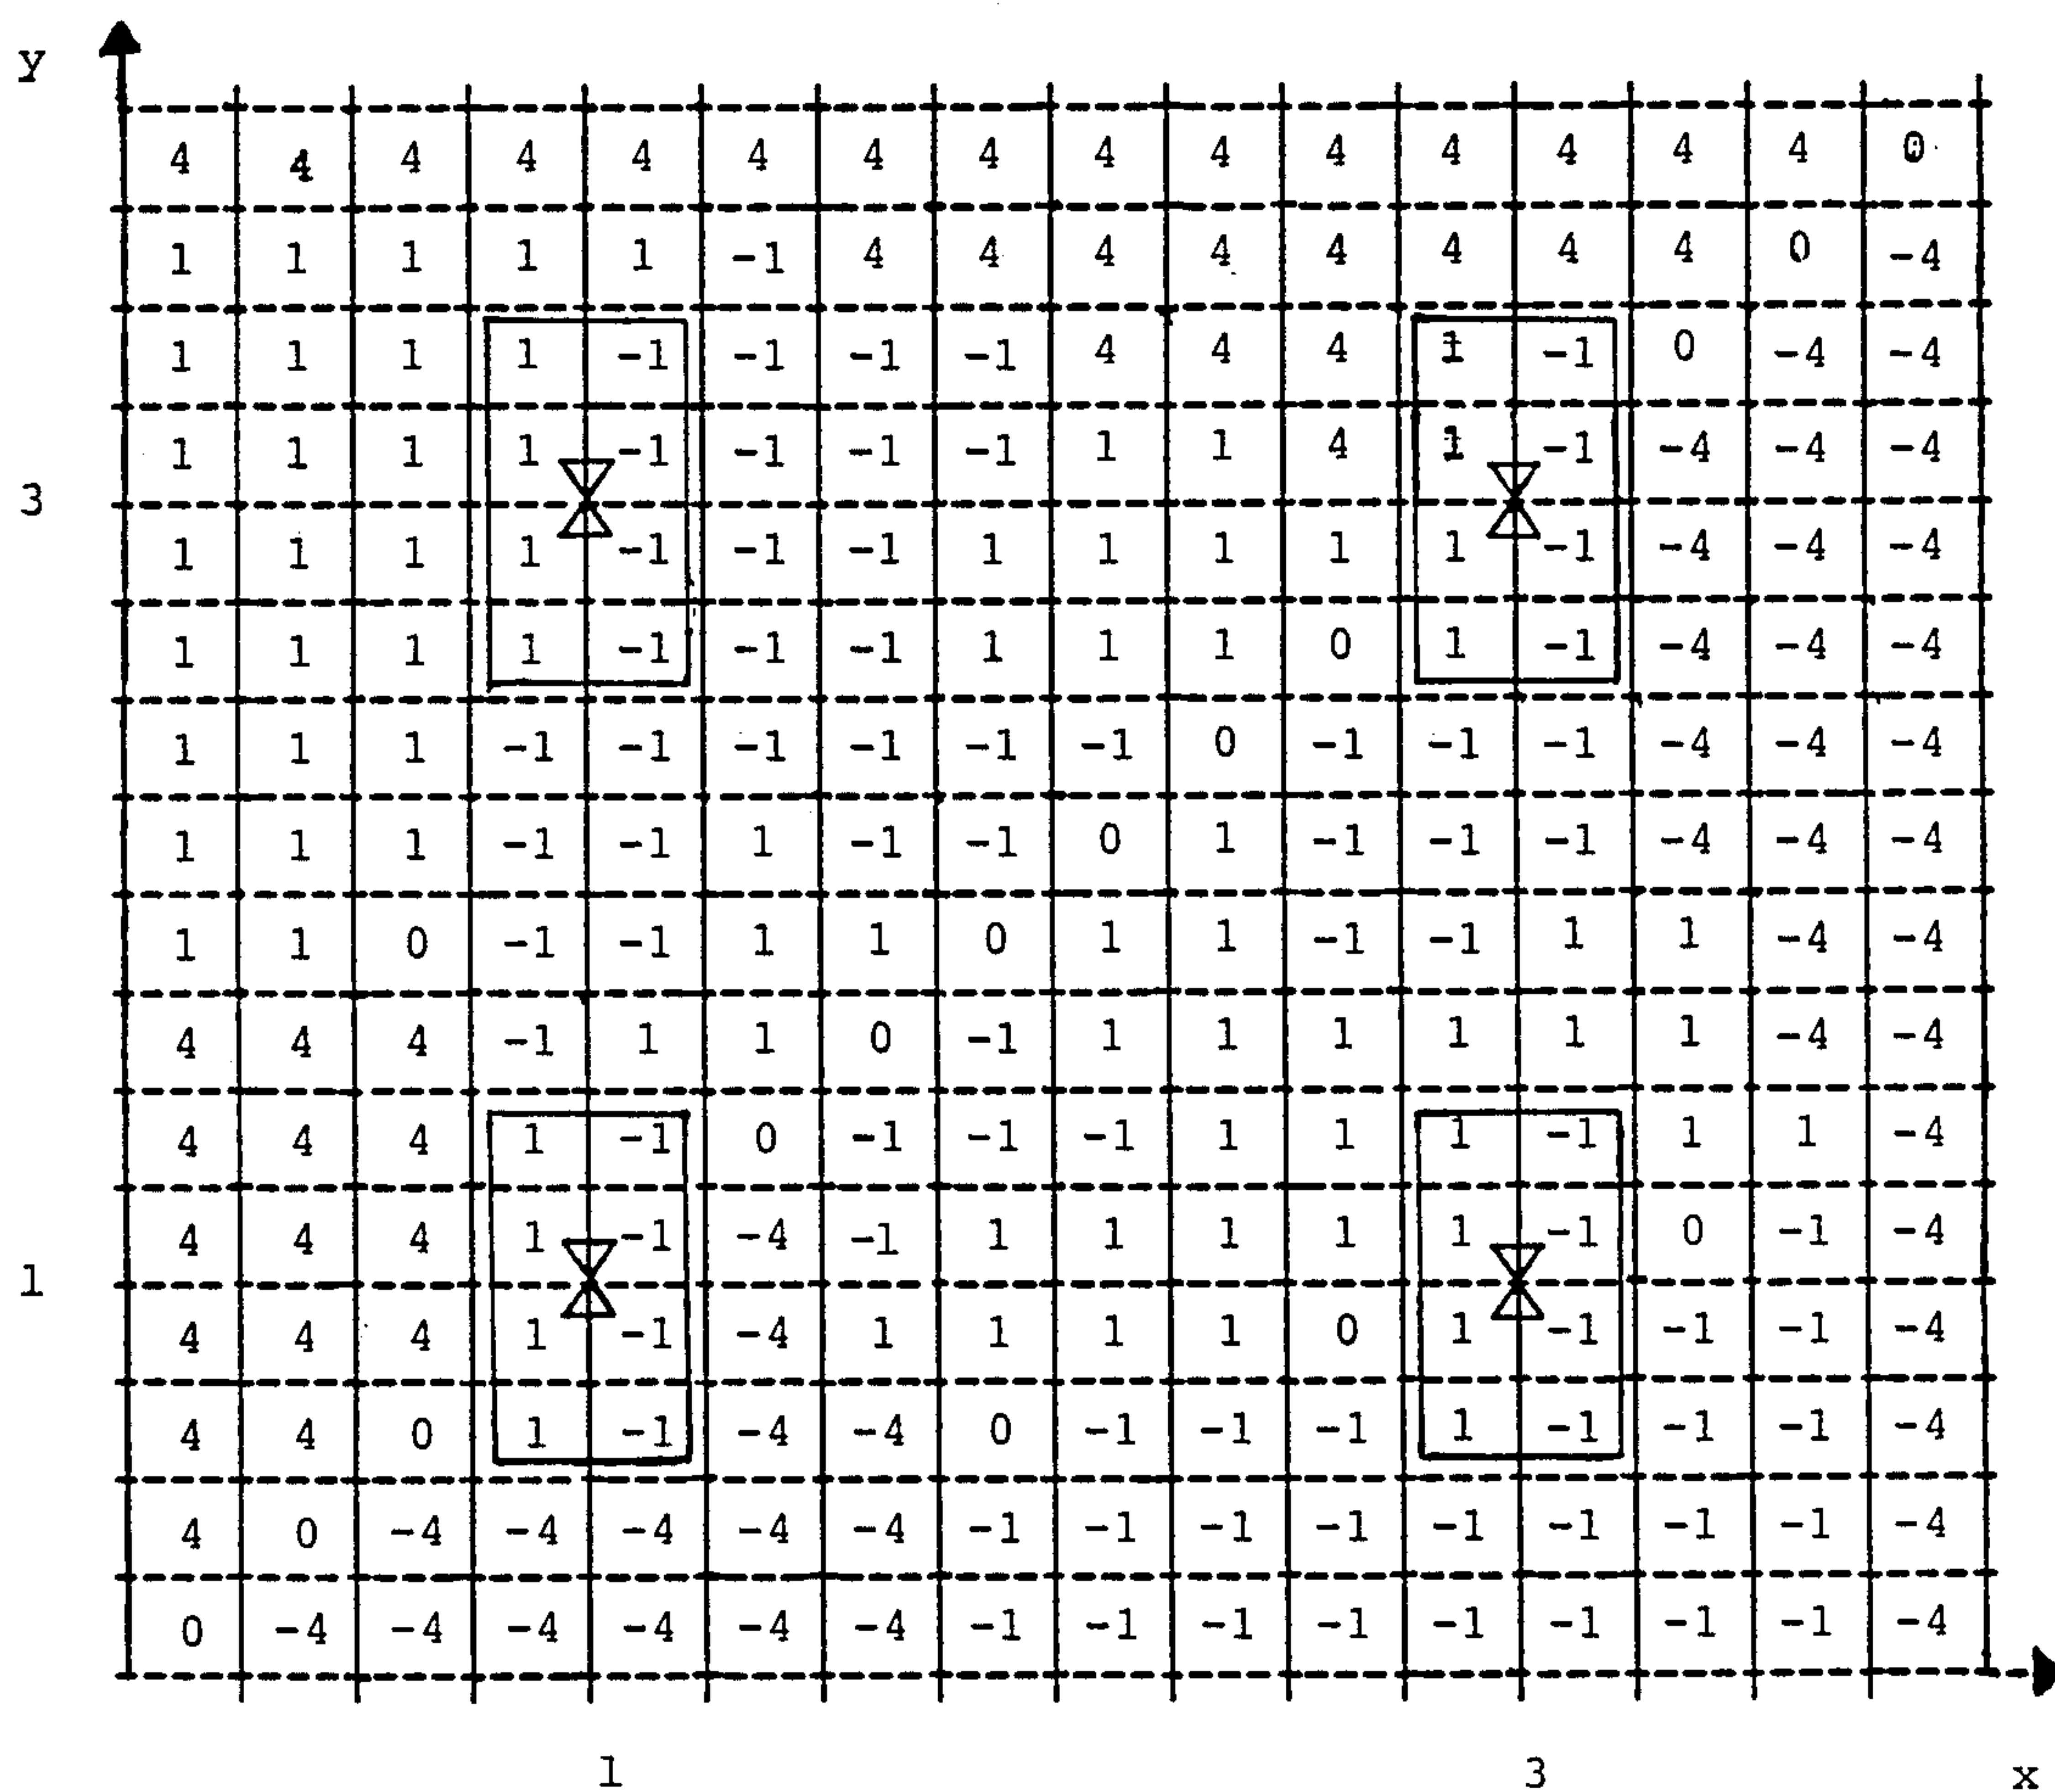 y
4 4 4 4 4 4 4 4 4 4 4 4 4 4 4 0
1 1 1 1 1 -1 4 4 4 4 4 4 4 4 0 -4
1 1 1 1 -1 -1 -1 -1 4 4 4 1 -1 0 -4 -4
1 1 1 1 -1 -1 -1 -1 1 1 4 1 -1 -4 -4 -4
3
1 1 1 1 -1 -1 -1 1 1 1 1 1 -1 -4 -4 -4
1 1 1 1 -1 -1 -1 1 1 1 0 1 -1 -4 -4 -4
1 1 1 -1 -1 -1 -1 -1 -1 0 -1 -1 -1 -4 -4 -4
1 1 1 -1 -1 1 -1 -1 0 1 -1 -1 -1 -4 -4 -4
1 1 0 -1 -1 1 1 0 1 1 -1 -1 1 1 -4 -4
4 4 4 -1 1 1 0 -1 1 1 1 1 1 1 -4 -4
4 4 4 1 -1 0 -1 -1 -1 1 1 1 -1 1 1 -4
4 4 4 1 -1 -4 -1 1 1 1 1 1 -1 0 -1 -4
1
4 4 4 1 -1 -4 1 1 1 1 0 1 -1 -1 -1 -4
4 4 0 1 -1 -4 -4 0 -1 -1 -1 1 -1 -1 -1 -4
4 0 -4 -4 -4 -4 -4 -1 -1 -1 -1 -1 -1 -1 -1 -4
0 -4 -4 -4 -4 -4 -4 -1 -1 -1 -1 -1 -1 -1 -1 -4
1 3 x